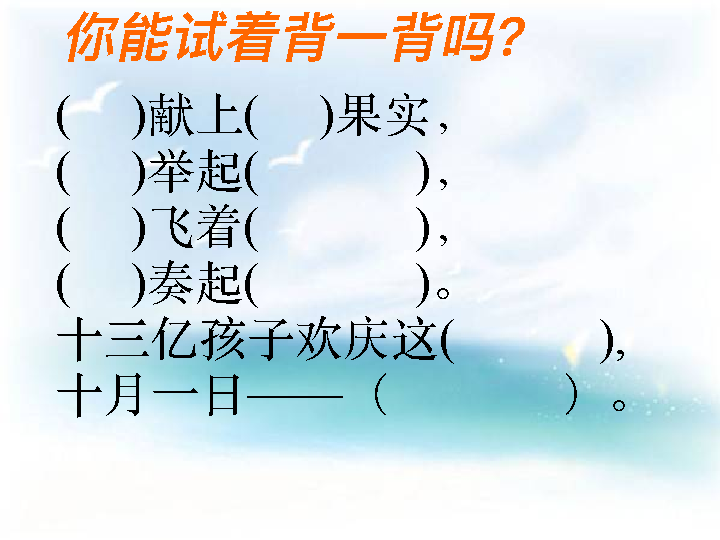 你能试着背一背吗?
(    )献上(    )果实，
(    )举起(          )，
(    )飞着(          )，
(    )奏起(          )。
十三亿孩子欢庆这(          ),
十月一日——（          ）。